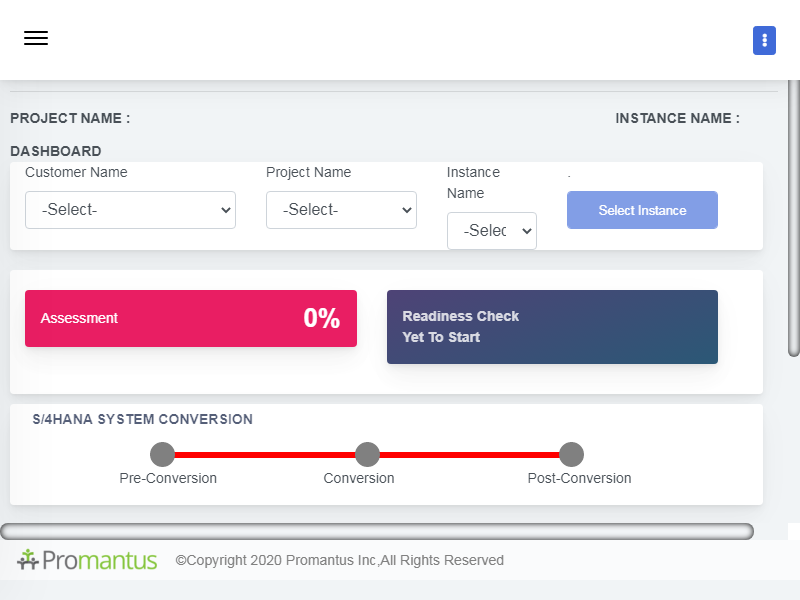 PROJECT NAME :
INSTANCE NAME :
DASHBOARD
Customer Name
Project Name
Instance
Name
.
-Select-
-Select-
-Selec
Select Instance
Assessment
0%
Readiness Check
Yet To Start
S/4HANA SYSTEM CONVERSION
Pre-Conversion
Conversion
Post-Conversion
Promantus
©Copyright 2020 Promantus Inc,All Rights Reserved